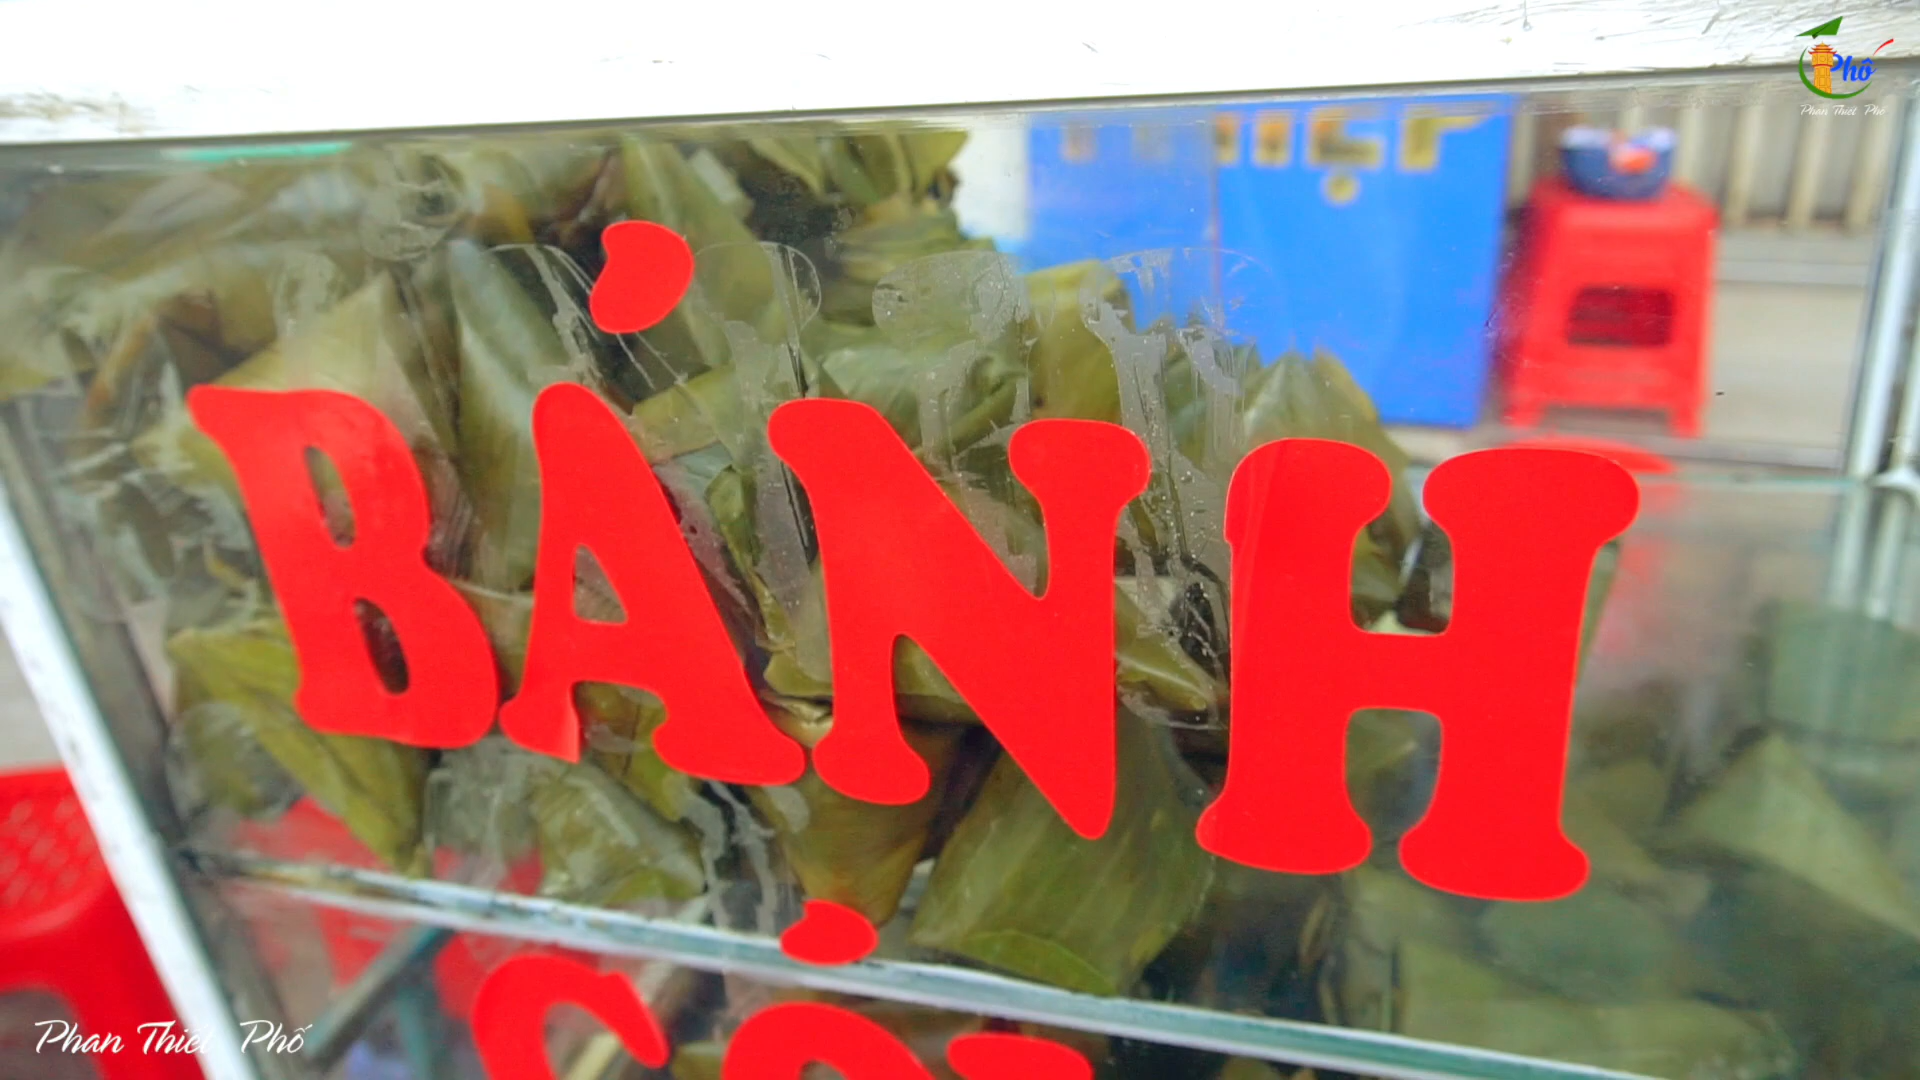 Phố
Phan Thiết Phố
BÁNH
Phan Thiết Phố